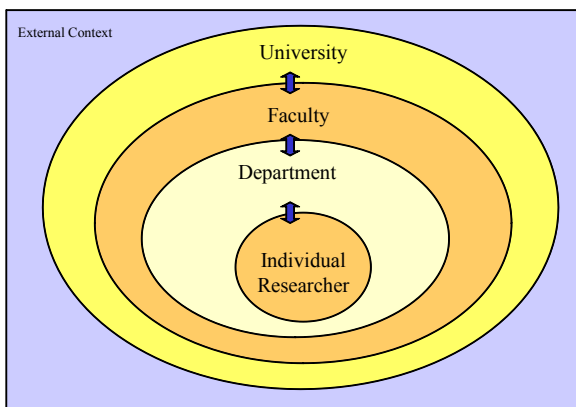 External Context
University
Faculty
Department
Individual
Researcher